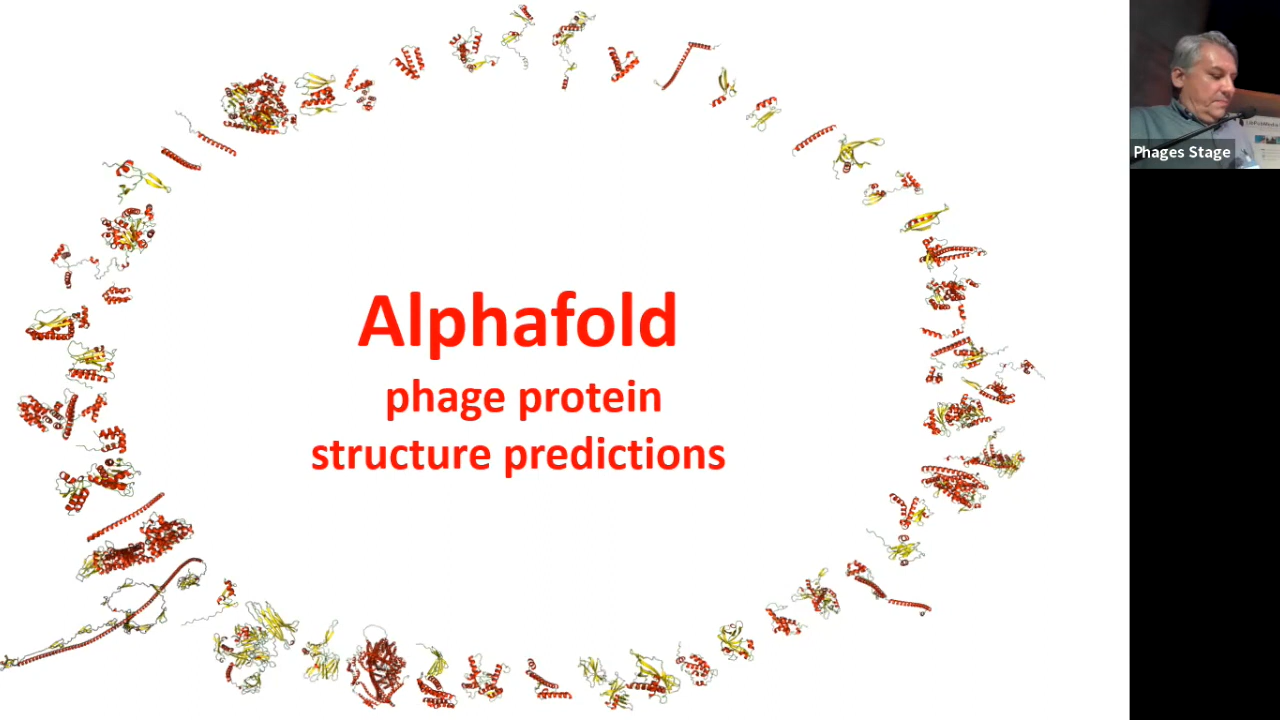 Alphafold
phage protein
structure predictions
Phages Stage